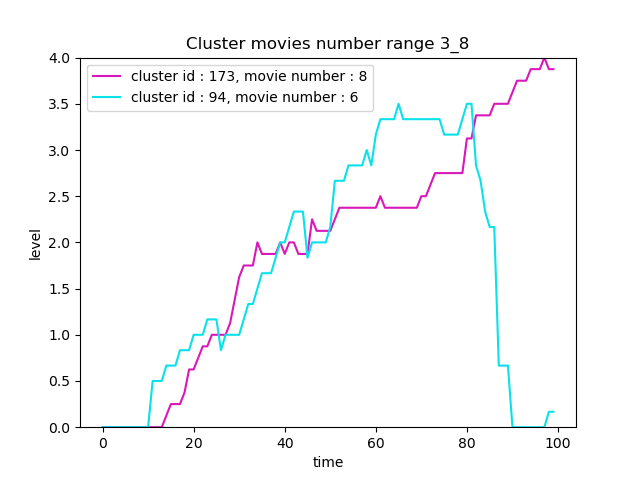 Cluster movies number range 3_8
cluster id : 173, movie number : 8
cluster id : 94, movie number : 6
4.0
3.5
3.0
2.5
2.0
1.5
1.0
0.5
0.0
level
0 20 40 60 80 100
time